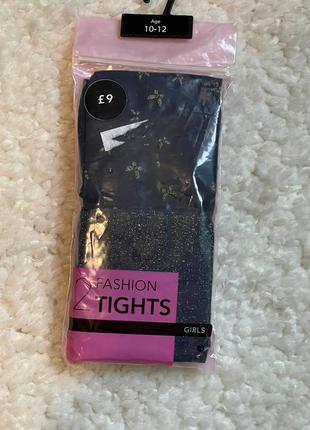 Age
10-12
£9
2 FASHION
TIGHTS
GIRLS